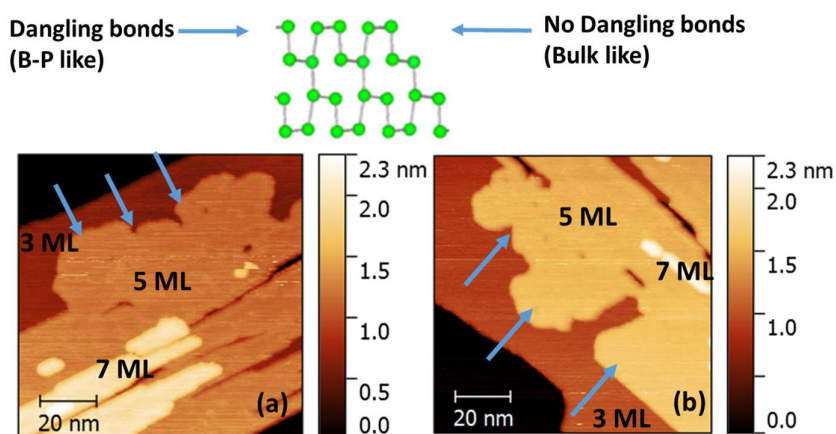 Dangling bonds
(B-P like)
No Dangling bonds
(Bulk like)
3 ML
5 ML
7 ML
20 nm
(a)
2.3 nm
2.0
1.5
1.0
0.5
0.0
5 ML
7 ML
20 nm
3 ML
(b)
2.3 nm
2.0
1.5
1.0
0.0